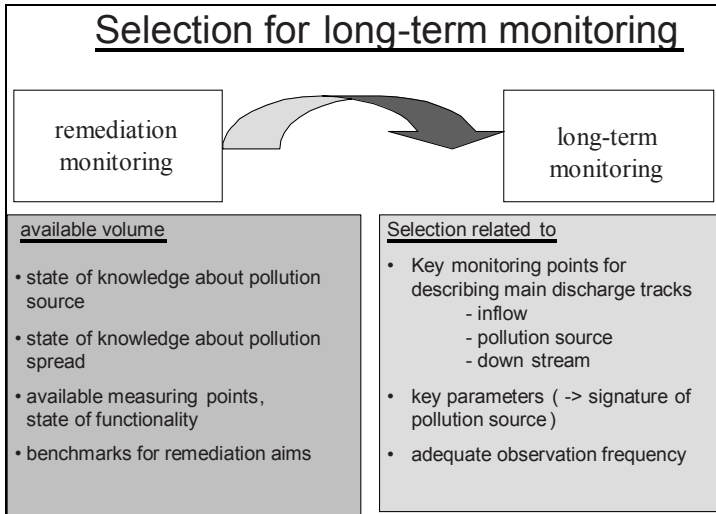 Selection for long-term monitoring
remediation
monitoring
long-term
monitoring
available volume
• state of knowledge about pollution
source
• state of knowledge about pollution
spread
• available measuring points,
state of functionality
• benchmarks for remediation aims
Selection related to
• Key monitoring points for
describing main discharge tracks
- inflow
- pollution source
- down stream
• key parameters ( -> signature of
pollution source)
• adequate observation frequency